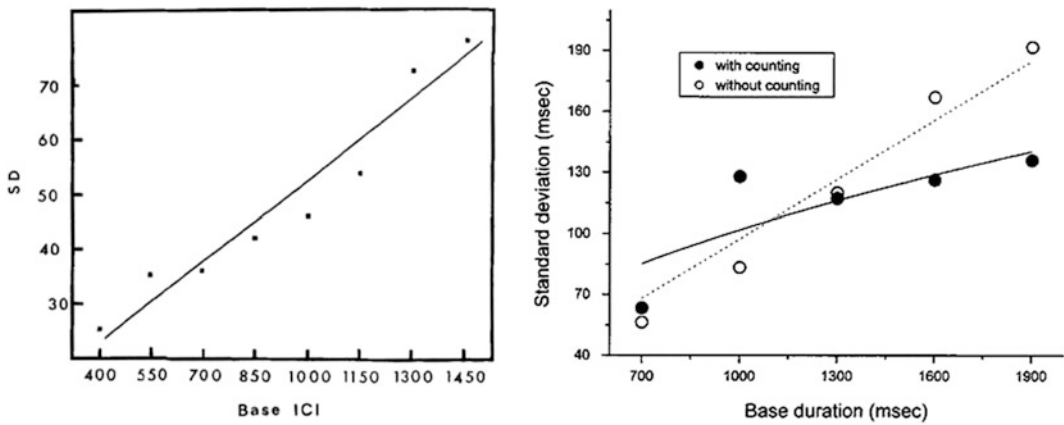 SD
70
60
50
40
30
400 550 700 850 1000 1150 1300 1450
Base ICI
Standard deviation (msec)
190
160
130
100
70
40
with counting
without counting
700 1000 1300 1600 1900
Base duration (msec)